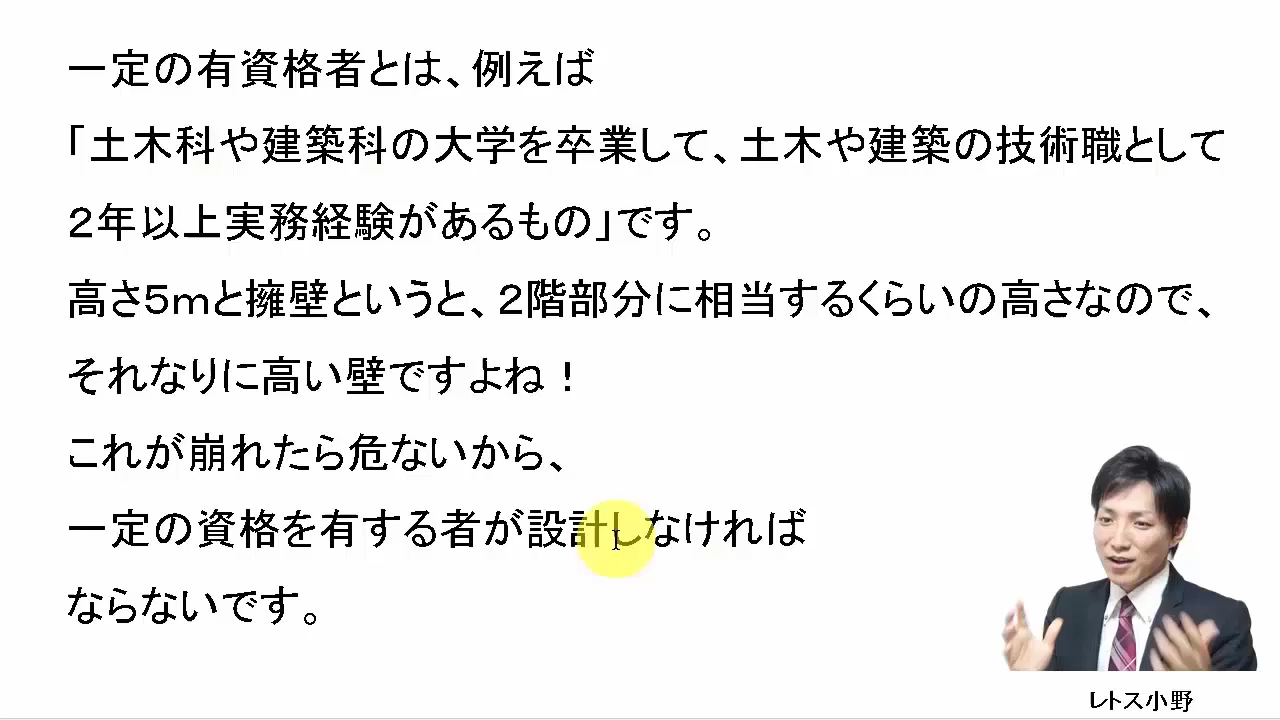 一定の有資格者とは、例えば
「土木科や建築科の大学を卒業して、土木や建築の技術職として
２年以上実務経験があるもの」です。
高さ５ｍと擁壁というと、２階部分に相当するくらいの高さなので、
それなりに高い壁ですよね！
これが崩れたら危ないから、
一定の資格を有する者が設計しなければ
ならないです。
レトス小野